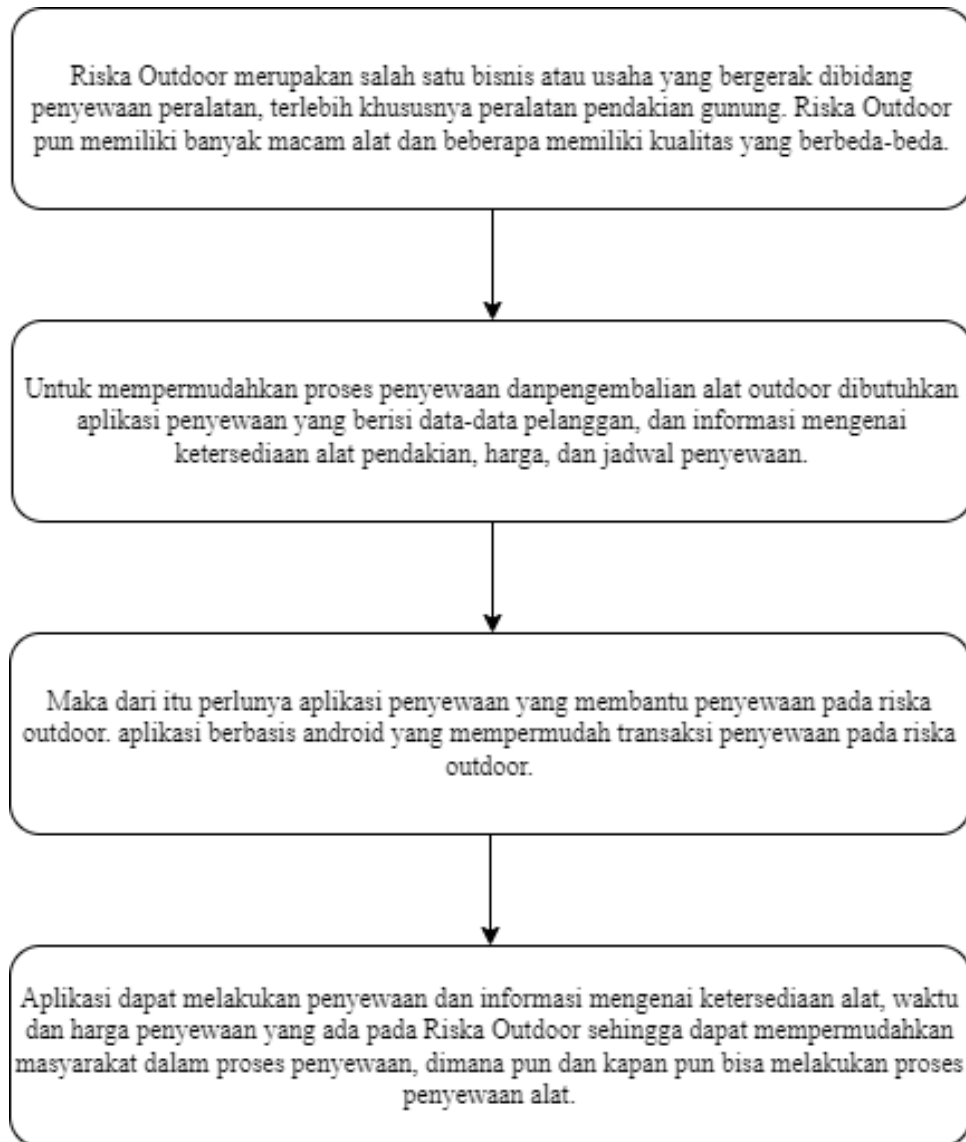 Riska Outdoor merupakan salah satu bisnis atau usaha yang bergerak dibidang
penyewaan peralatan, terlebih khususnya peralatan pendakian gunung. Riska Outdoor
pun memiliki banyak macam alat dan beberapa memiliki kualitas yang berbeda-beda.
Untuk mempermudahkan proses penyewaan danpengembalian alat outdoor dibutuhkan
aplikasi penyewaan yang berisi data-data pelanggan, dan informasi mengenai
ketersediaan alat pendakian, harga, dan jadwal penyewaan.
Maka dari itu perlunya aplikasi penyewaan yang membantu penyewaan pada riska
outdoor. aplikasi berbasis android yang mempermudah transaksi penyewaan pada riska
outdoor.
Aplikasi dapat melakukan penyewaan dan informasi mengenai ketersediaan alat, waktu
dan harga penyewaan yang ada pada Riska Outdoor sehingga dapat mempermudahkan
masyarakat dalam proses penyewaan, dimana pun dan kapan pun bisa melakukan proses
penyewaan alat.